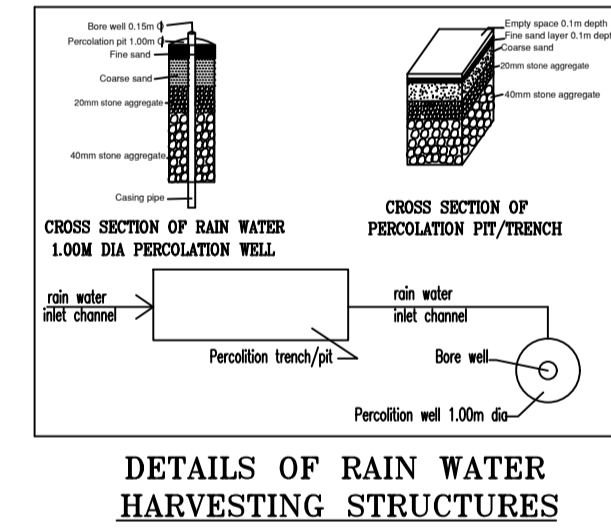 Bore well 0.15m ф
Percolation pit 1.00m ф
Fine sand
Coarse sand
20mm stone aggregate
40mm stone aggregate
Casing pipe
CROSS SECTION OF RAIN WATER
1.00M DIA PERCOLATION WELL
Empty space 0.1m depth
Fine sand layer 0.1m dept
Coarse sand
20mm stone aggregate
40mm stone aggregate
CROSS SECTION OF
PERCOLATION PIT/TRENCH
rain water
inlet channel
Percolition trench/pit
rain water
inlet channel
Bore well
Percolition well 1.00m dia
DETAILS OF RAIN WATER
HARVESTING STRUCTURES